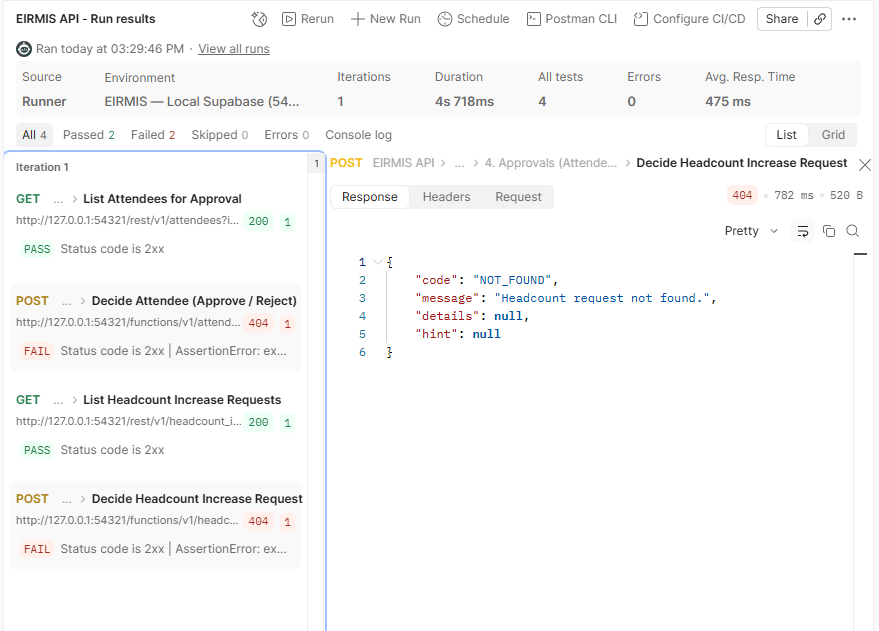 EIRMIS API - Run results
Rerun
New Run
Schedule
Postman CLI
Configure CI/CD
Share
Ran today at 03:29:46 PM · View all runs
Source Environment Iterations Duration All tests Errors Avg. Resp. Time
Runner EIRMIS — Local Supabase (54... 1 4s 718ms 4 0 475 ms
All 4 Passed 2 Failed 2 Skipped 0 Errors 0 Console log
List Grid
Iteration 1
1
GET ... > List Attendees for Approval
http://127.0.0.1:54321/rest/v1/attendees?i... 200 1
PASS Status code is 2xx
POST ... > Decide Attendee (Approve / Reject)
http://127.0.0.1:54321/functions/v1/attend... 404 1
FAIL Status code is 2xx | AssertionError: ex...
GET ... > List Headcount Increase Requests
http://127.0.0.1:54321/rest/v1/headcount_i... 200 1
PASS Status code is 2xx
POST ... > Decide Headcount Increase Request
http://127.0.0.1:54321/functions/v1/headc... 404 1
FAIL Status code is 2xx | AssertionError: ex...
POST EIRMIS API > ... > 4. Approvals (Attende... > Decide Headcount Increase Request
Response Headers Request
404 • 782 ms • 520 B
Pretty
1 {
2 "code": "NOT_FOUND",
3 "message": "Headcount request not found.",
4 "details": null,
5 "hint": null
6 }